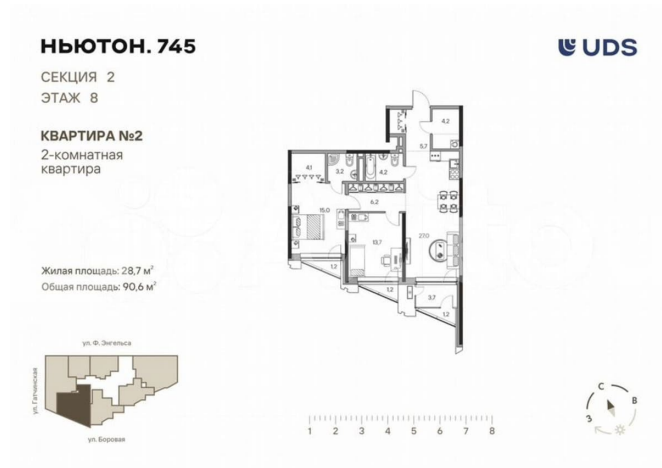 НЬЮТОН. 745
UDS
СЕКЦИЯ 2
ЭТАЖ 8
КВАРТИРА №2
2-комнатная
квартира
4,2
5,7
4,1
3,2
4,2
6,2
15,0
13,7
27,0
1,2
1,2
3,7
1,2
Жилая площадь: 28,7 м²
Общая площадь: 90,6 м²
ул. Ф. Энгельса
ул. Гатчинская
ул. Боровая
1 2 3 4 5 6 7 8
С
В
З